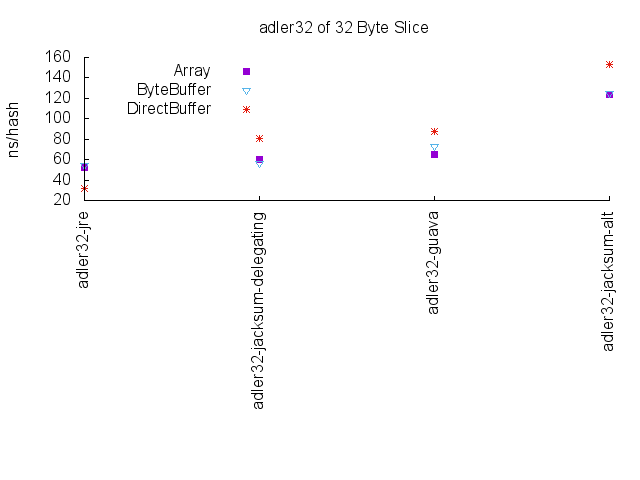 adler32 of 32 Byte Slice
160
140
120
100
80
60
40
20
ns/hash
Array
ByteBuffer
DirectBuffer
adler32-jre
adler32-jacksum-delegating
adler32-guava
adler32-jacksum-alt